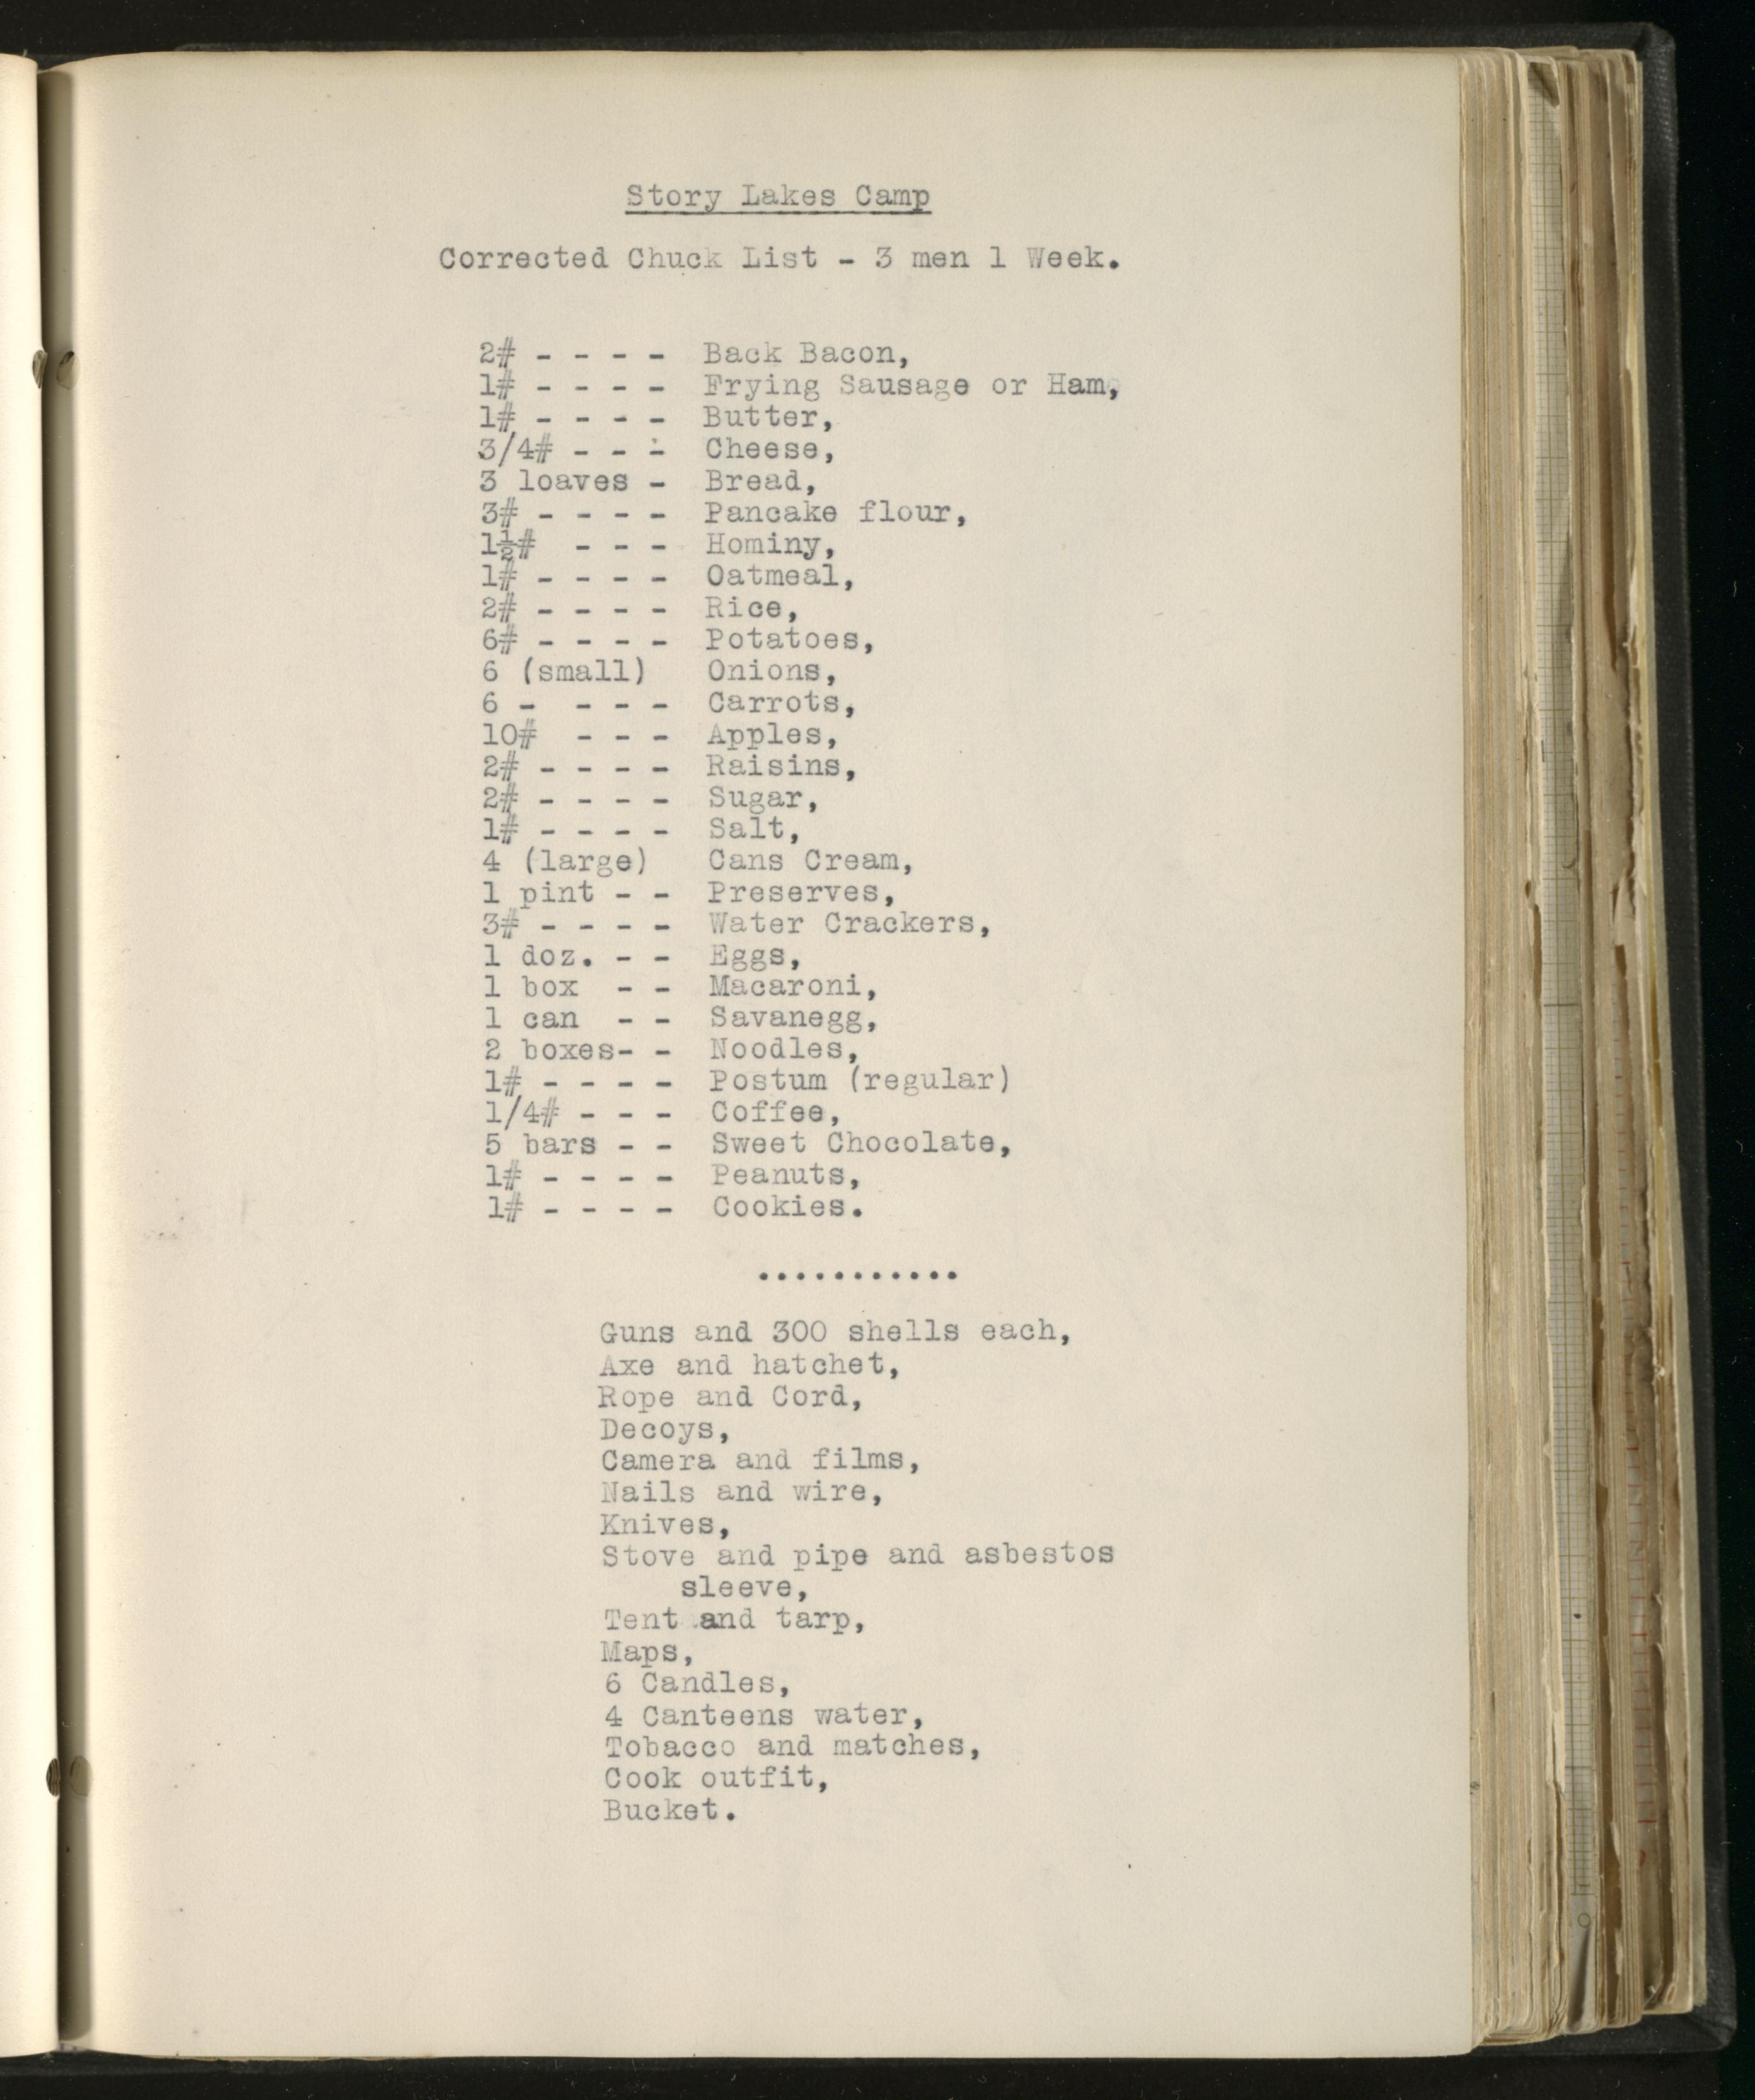 Story Lakes Camp
Corrected Chuck List - 3 men 1 Week.
2# - - - - Back Bacon,
1# - - - - Frying Sausage or Ham,
1# - - - - Butter,
3/4# - - - Cheese,
3 loaves - Bread,
3# - - - - Pancake flour,
1½# - - - Hominy,
1# - - - - Oatmeal,
2# - - - - Rice,
6# - - - - Potatoes,
6 (small) Onions,
6 - - - - Carrots,
10# - - - Apples,
2# - - - - Raisins,
2# - - - - Sugar,
1# - - - - Salt,
4 (large) Cans Cream,
1 pint - - Preserves,
3# - - - - Water Crackers,
1 doz. - - Eggs,
1 box - - Macaroni,
1 can - - Savanegg,
2 boxes- - Noodles,
1# - - - - Postum (regular)
1/4# - - - Coffee,
5 bars - - Sweet Chocolate,
1# - - - - Peanuts,
1# - - - - Cookies.
...........
Guns and 300 shells each,
Axe and hatchet,
Rope and Cord,
Decoys,
Camera and films,
Nails and wire,
Knives,
Stove and pipe and asbestos
sleeve,
Tent and tarp,
Maps,
6 Candles,
4 Canteens water,
Tobacco and matches,
Cook outfit,
Bucket.